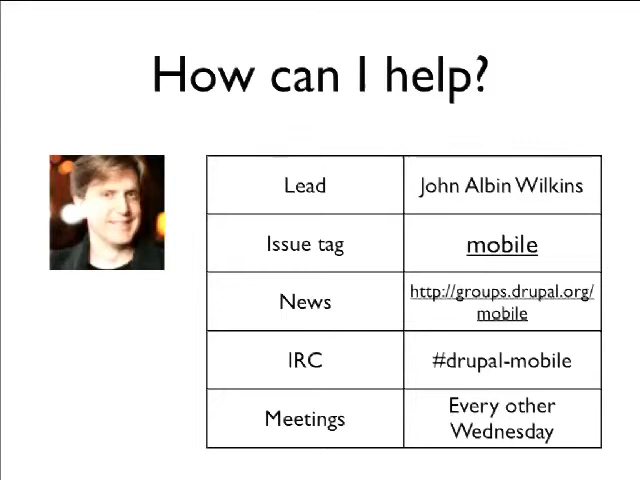 How can I help?
Lead
John Albin Wilkins
Issue tag
mobile
News
http://groups.drupal.org/
mobile
IRC
#drupal-mobile
Meetings
Every other
Wednesday